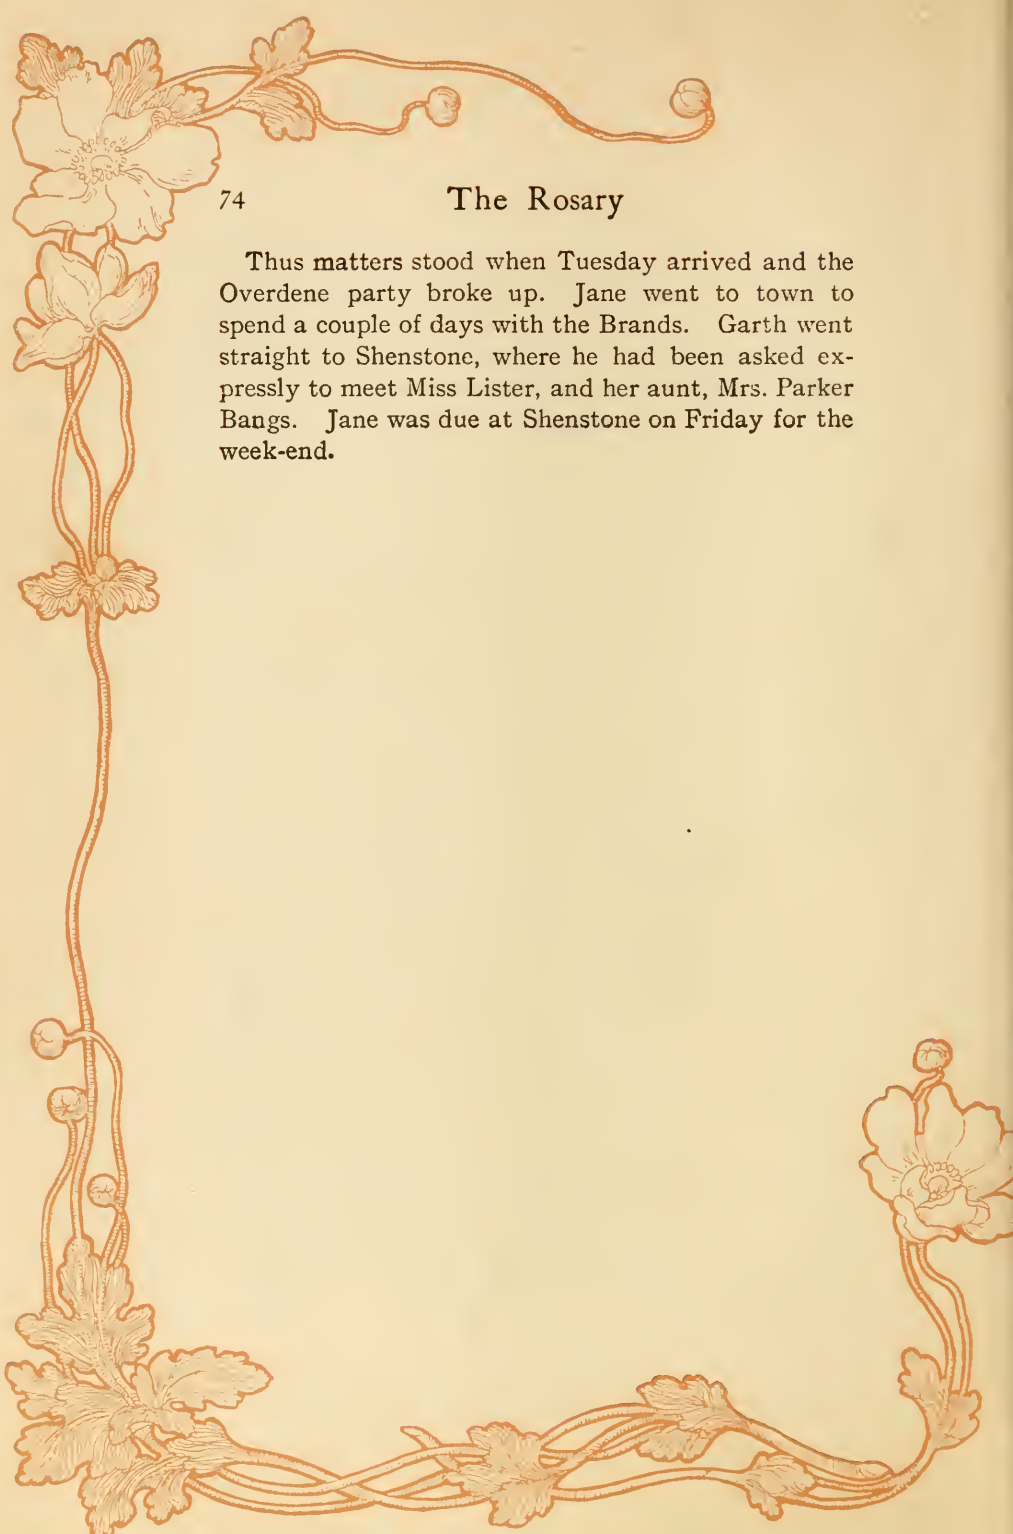 74 The Rosary
Thus matters stood when Tuesday arrived and the
Overdene party broke up. Jane went to town to
spend a couple of days with the Brands. Garth went
straight to Shenstone, where he had been asked ex-
pressly to meet Miss Lister, and her aunt, Mrs. Parker
Bangs. Jane was due at Shenstone on Friday for the
week-end.